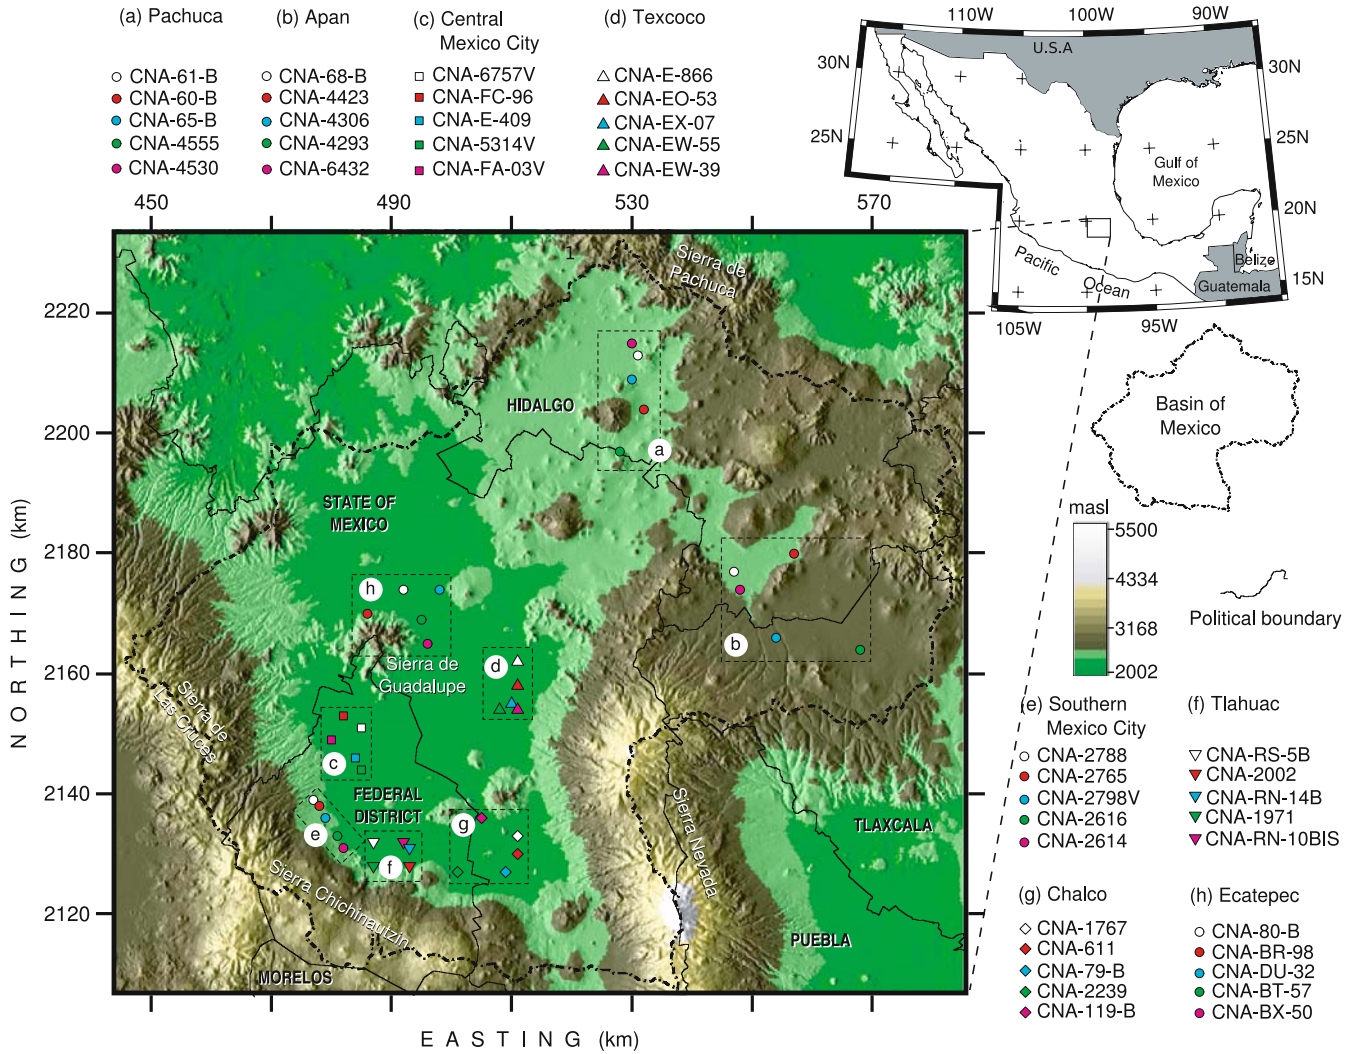 (a) Pachuca
CNA-61-B
CNA-60-B
CNA-65-B
CNA-4555
CNA-4530
(b) Apan
CNA-68-B
CNA-4423
CNA-4306
CNA-4293
CNA-6432
(c) Central
Mexico City
CNA-6757V
CNA-FC-96
CNA-E-409
CNA-5314V
CNA-FA-03V
(d) Texcoco
CNA-E-866
CNA-EO-53
CNA-EX-07
CNA-EW-55
CNA-EW-39
110W
100W
90W
U.S.A
30N
30N
25N
25N
Gulf of
Mexico
20N
Pacific
Ocean
Belize
Guatemala
15N
105W
95W
450
490
530
570
1
Sierra de
Pachuca
2220
HIDALGO
2200
a
STATE OF
MEXICO
2180
h
b
Sierra de
Guadalupe
d
2160
Sierra de
Las Cruces
c
2140
FEDERAL
DISTRICT
g
e
f
Sierra Nevada
TLAXCALA
Sierra Chichinautzin
2120
PUEBLA
MORELOS
NORTHING (km)
EASTING (km)
Basin of
Mexico
masl
5500
4334
3168
2002
Political boundary
(e) Southern
Mexico City
CNA-2788
CNA-2765
CNA-2798V
CNA-2616
CNA-2614
(f) Tlahuac
CNA-RS-5B
CNA-2002
CNA-RN-14B
CNA-1971
CNA-RN-10BIS
(g) Chalco
CNA-1767
CNA-611
CNA-79-B
CNA-2239
CNA-119-B
(h) Ecatepec
CNA-80-B
CNA-BR-98
CNA-DU-32
CNA-BT-57
CNA-BX-50